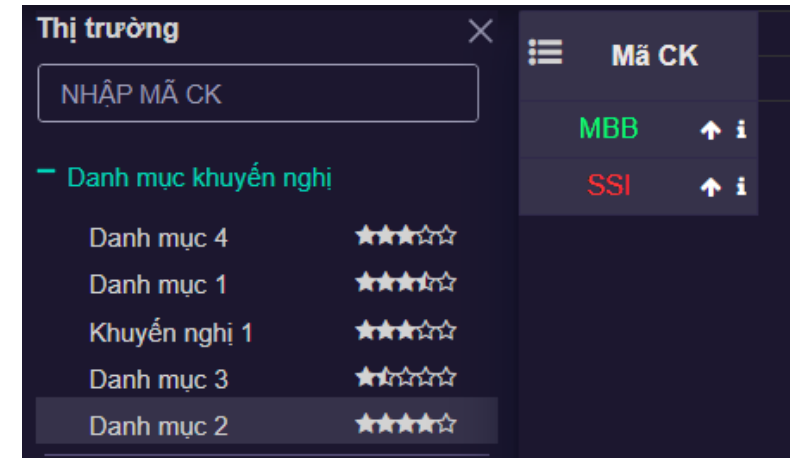 Thị trường
NHẬP MÃ CK
Danh mục khuyến nghị
Danh mục 4
Danh mục 1
Khuyến nghị 1
Danh mục 3
Danh mục 2
Mã CK
MBB
SSI